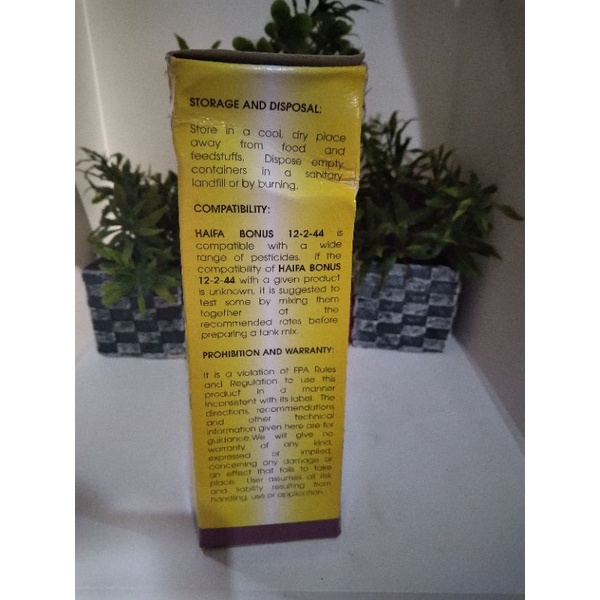 STORAGE AND DISPOSAL:
Store in a cool, dry place
away from food and
feedstuffs. Dispose empty
containers in a sanitary
landfill or by burning.
COMPATIBILITY:
HAIFA BONUS 12-2-44 is
compatible with a wide
range of pesticides. If the
compatibility of HAIFA BONUS
12-2-44 with a given product
is unknown, it is suggested to
test some by mixing them
together at the
recommended rates before
preparing a tank mix.
PROHIBITION AND WARRANTY:
It is a violation of FPA Rules
and Regulation to use this
product in a manner
inconsistent with its label. The
directions, recommendations
and other technical
information given here are for
guidance.We will give no
warranty of any kind,
expressed or implied,
concerning any damage or
an effect that fails to take
place. User assumes all risk
and liability resulting from
handling, use or application.